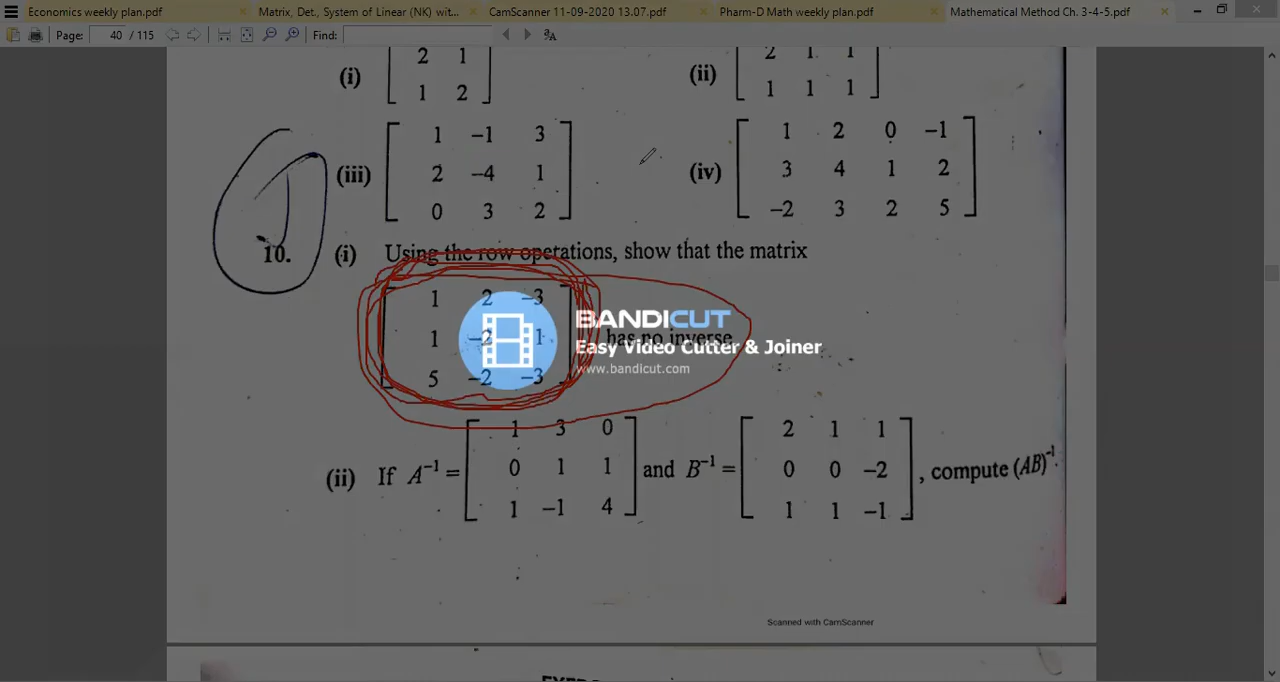 Economics weekly plan.pdf
Matrix, Det., System of Linear (NK) wit...
CamScanner 11-09-2020 13.07.pdf
Pharm-D Math weekly plan.pdf
Mathematical Method Ch. 3-4-5.pdf
Page: 40 / 115 Find:
(i) 2 1
1 2
(ii) 2 1 1
1 1 1
(iii) 1 -1 3
2 -4 1
0 3 2
(iv) 1 2 0 -1
3 4 1 2
-2 3 2 5
10. (i) Using the row operations, show that the matrix
1 2 -3
1 -2 1 has no inverse
5 -2 -3
BANDICUT
Easy Video Cutter & Joiner
www.bandicut.com
(ii) If A⁻¹ =
1 3 0
0 1 1
1 -1 4
and B⁻¹ =
2 1 1
0 0 -2
1 1 -1
, compute (AB)⁻¹.
Scanned with CamScanner